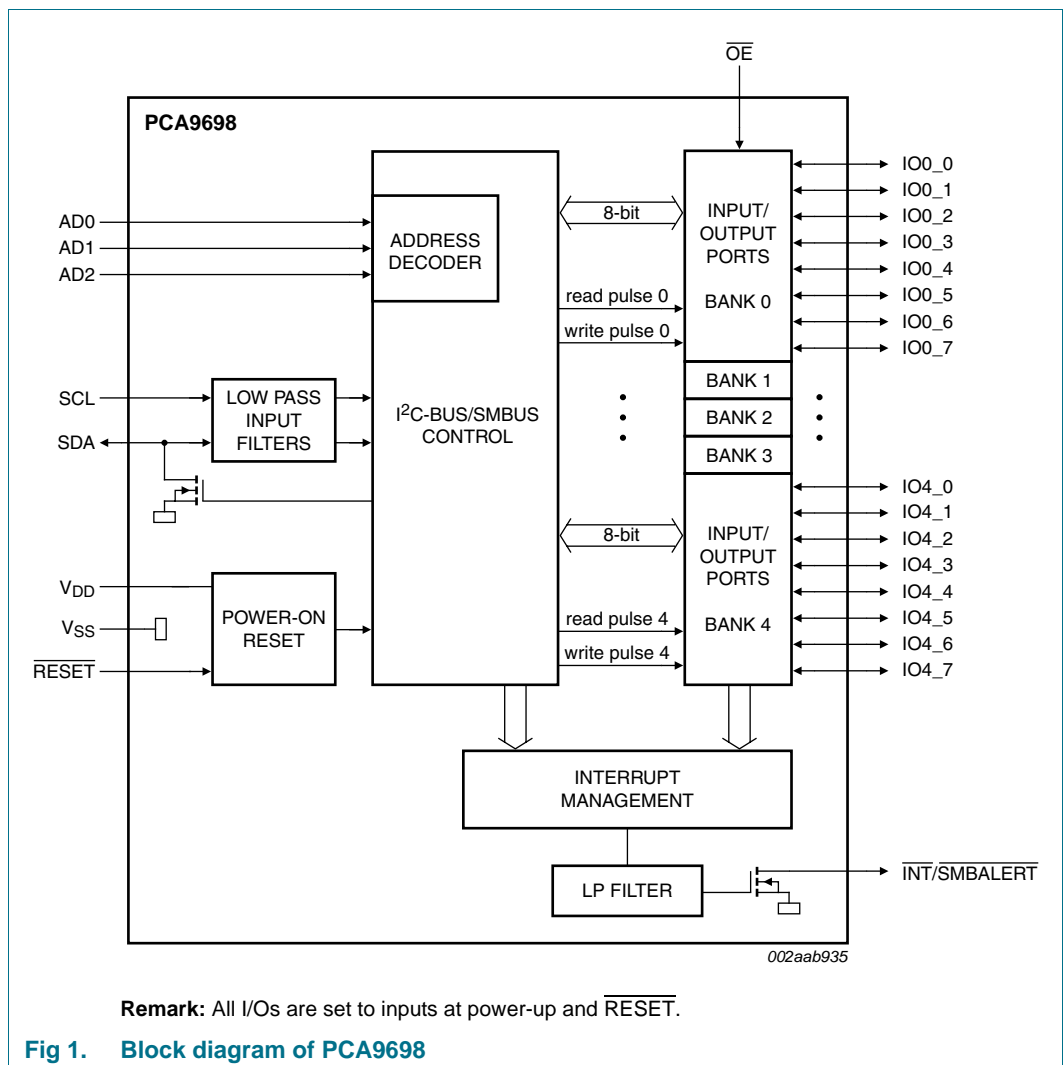 OE
PCA9698
AD0
AD1
AD2
ADDRESS
DECODER
8-bit
INPUT/
OUTPUT
PORTS
BANK 0
read pulse 0
write pulse 0
IO0_0
IO0_1
IO0_2
IO0_3
IO0_4
IO0_5
IO0_6
IO0_7
BANK 1
BANK 2
BANK 3
SCL
SDA
LOW PASS
INPUT
FILTERS
I2C-BUS/SMBUS
CONTROL
8-bit
INPUT/
OUTPUT
PORTS
BANK 4
read pulse 4
write pulse 4
IO4_0
IO4_1
IO4_2
IO4_3
IO4_4
IO4_5
IO4_6
IO4_7
VDD
VSS
RESET
POWER-ON
RESET
INTERRUPT
MANAGEMENT
LP FILTER
INT/SMBALERT
002aab935
Remark: All I/Os are set to inputs at power-up and RESET.
Fig 1. Block diagram of PCA9698